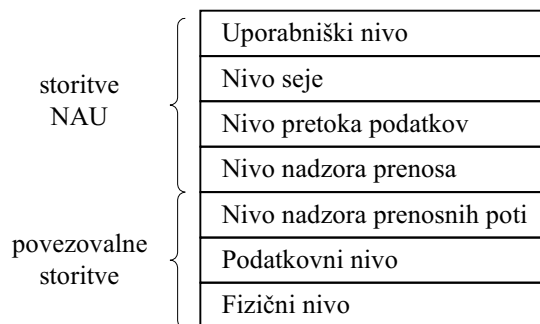 Uporabniški nivo
Nivo seje
Nivo pretoka podatkov
Nivo nadzora prenosa
Nivo nadzora prenosnih poti
Podatkovni nivo
Fizični nivo
storitve
NAU
povezovalne
storitve